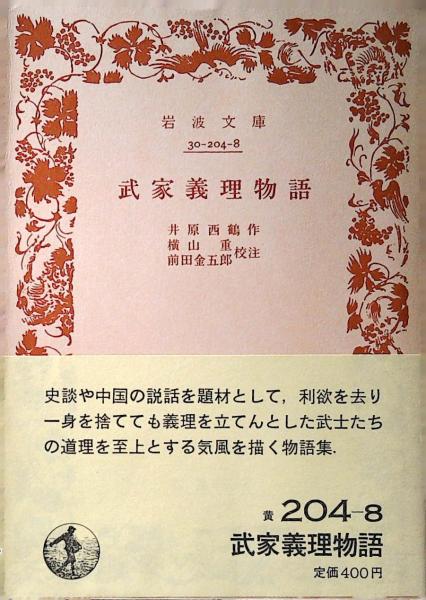 岩波文庫
30-204-8
武家義理物語
井原西鶴作
横山重
前田金五郎校注
史談や中国の説話を題材として，利欲を去り
一身を捨てても義理を立てんとした武士たち
の道理を至上とする気風を描く物語集．
黄 204-8
武家義理物語
定価400円